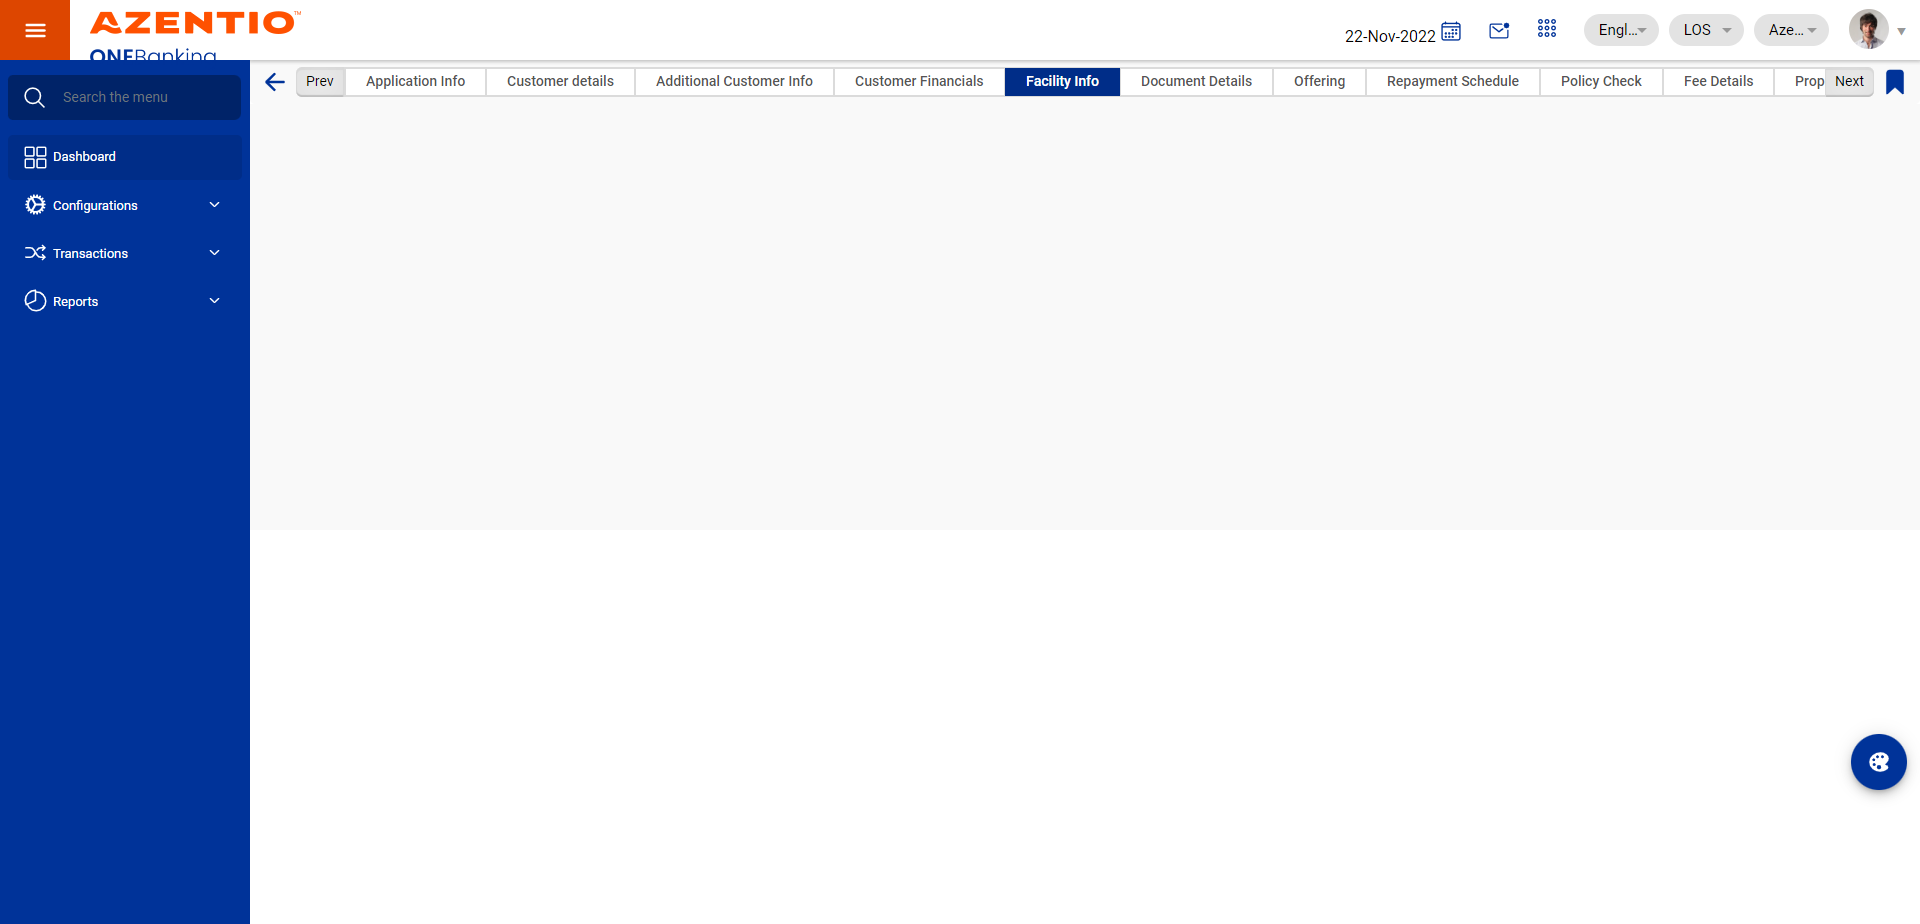 AZENTIO™
ONEBanking
22-Nov-2022
Engl...
LOS
Aze...
Search the menu
Dashboard
Configurations
Transactions
Reports
Prev
Application Info
Customer details
Additional Customer Info
Customer Financials
Facility Info
Document Details
Offering
Repayment Schedule
Policy Check
Fee Details
Prop
Next